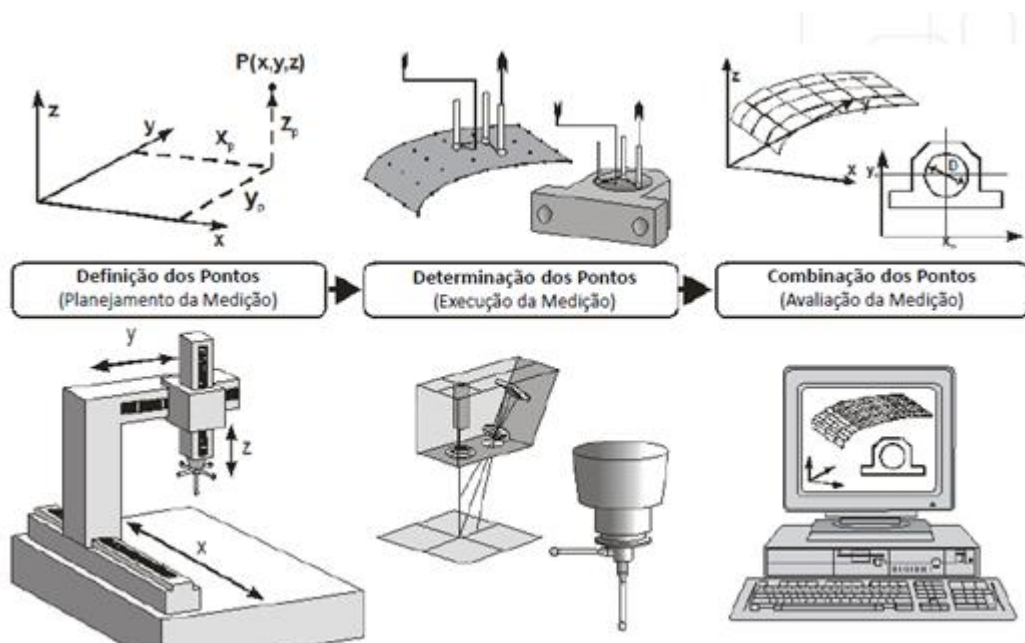 P(x,y,z)
z
y
x
xp
yp
zp
z
y
x
y
D
x
Definição dos Pontos
(Planejamento da Medição)
Determinação dos Pontos
(Execução da Medição)
Combinação dos Pontos
(Avaliação da Medição)
y
z
x